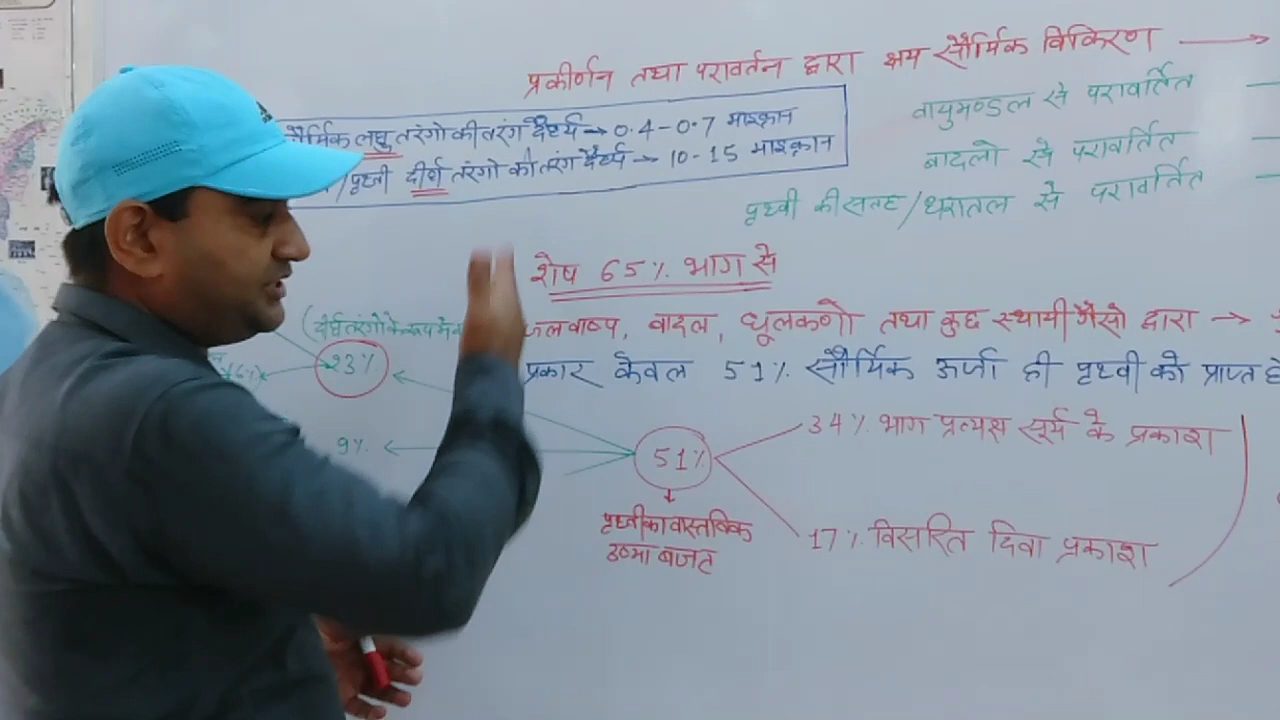 प्रकीर्णन तथा परावर्तन द्वारा क्षय सौर्मिक विकिरण →
र्मिक लघु तरंगो की तरंग दैर्ध्य → 0.4-0.7 माइक्रान
/पृथ्वी दीर्घ तरंगो की तरंग दैर्ध्य → 10-15 माइक्रान
वायुमण्डल से परावर्तित —
बादलो से परावर्तित —
पृथ्वी की सतह/धरातल से परावर्तित —
शेष 65% भाग से
(दीर्घ तरंगो के रूप मे
जलवाष्प, बादल, धूलकणो तथा कुछ स्थायी गैसो द्वारा →
प्रकार केवल 51% सौर्मिक ऊर्जा ही पृथ्वी को प्राप्त
23%
34% भाग प्रत्यक्ष सूर्य के प्रकाश
9%
51%
पृथ्वी का वास्तविक
ऊष्मा बजट
17% विसरित दिवा प्रकाश